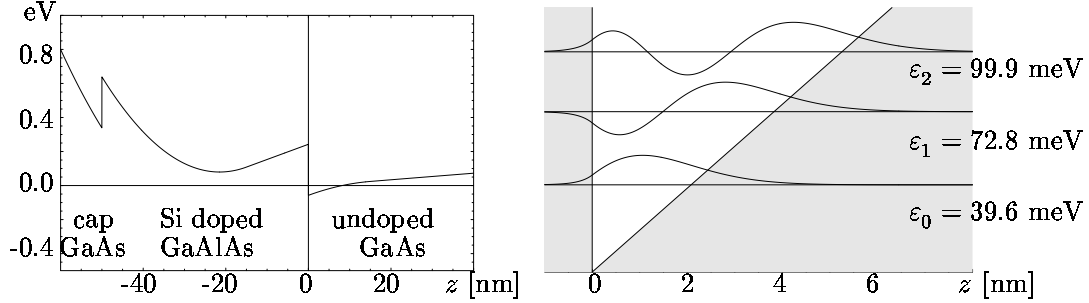 eV
0.8
0.4
0.0
-0.4
cap
GaAs
Si doped
GaAlAs
undoped
GaAs
-40 -20 0 20 z [nm]
ε₂ = 99.9 meV
ε₁ = 72.8 meV
ε₀ = 39.6 meV
0 2 4 6 z [nm]